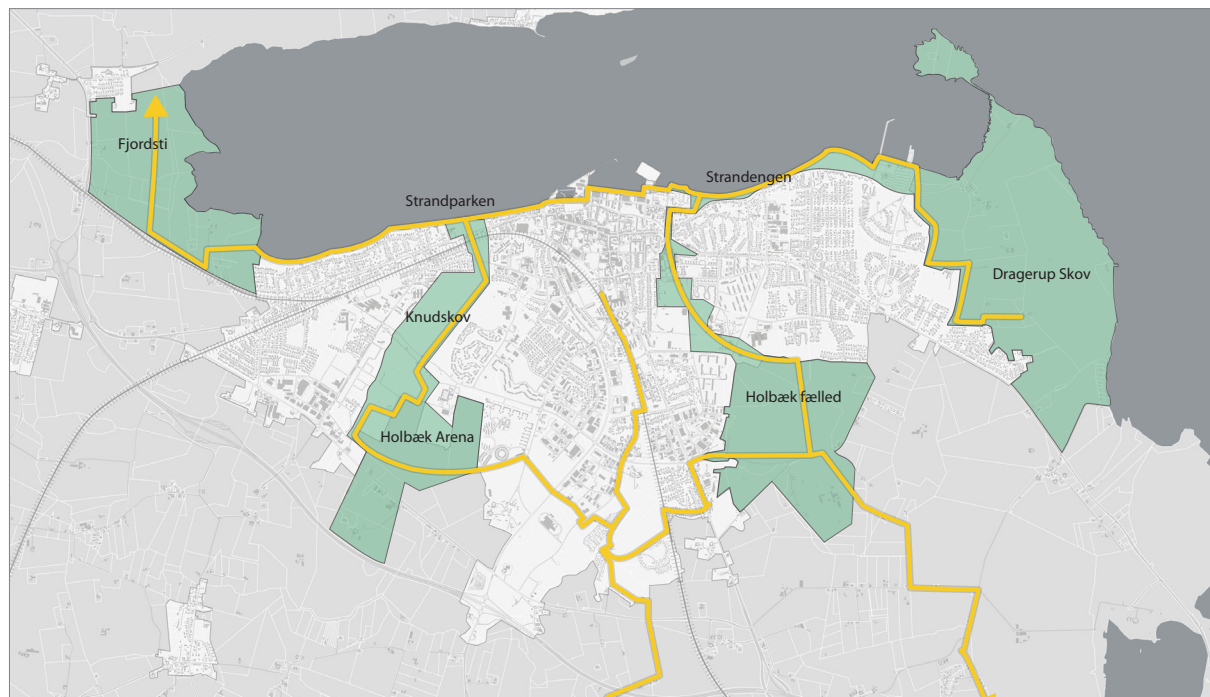 Fjordsti
Strandengen
Strandparken
Dragerup Skov
Knudskov
Holbæk fælled
Holbæk Arena